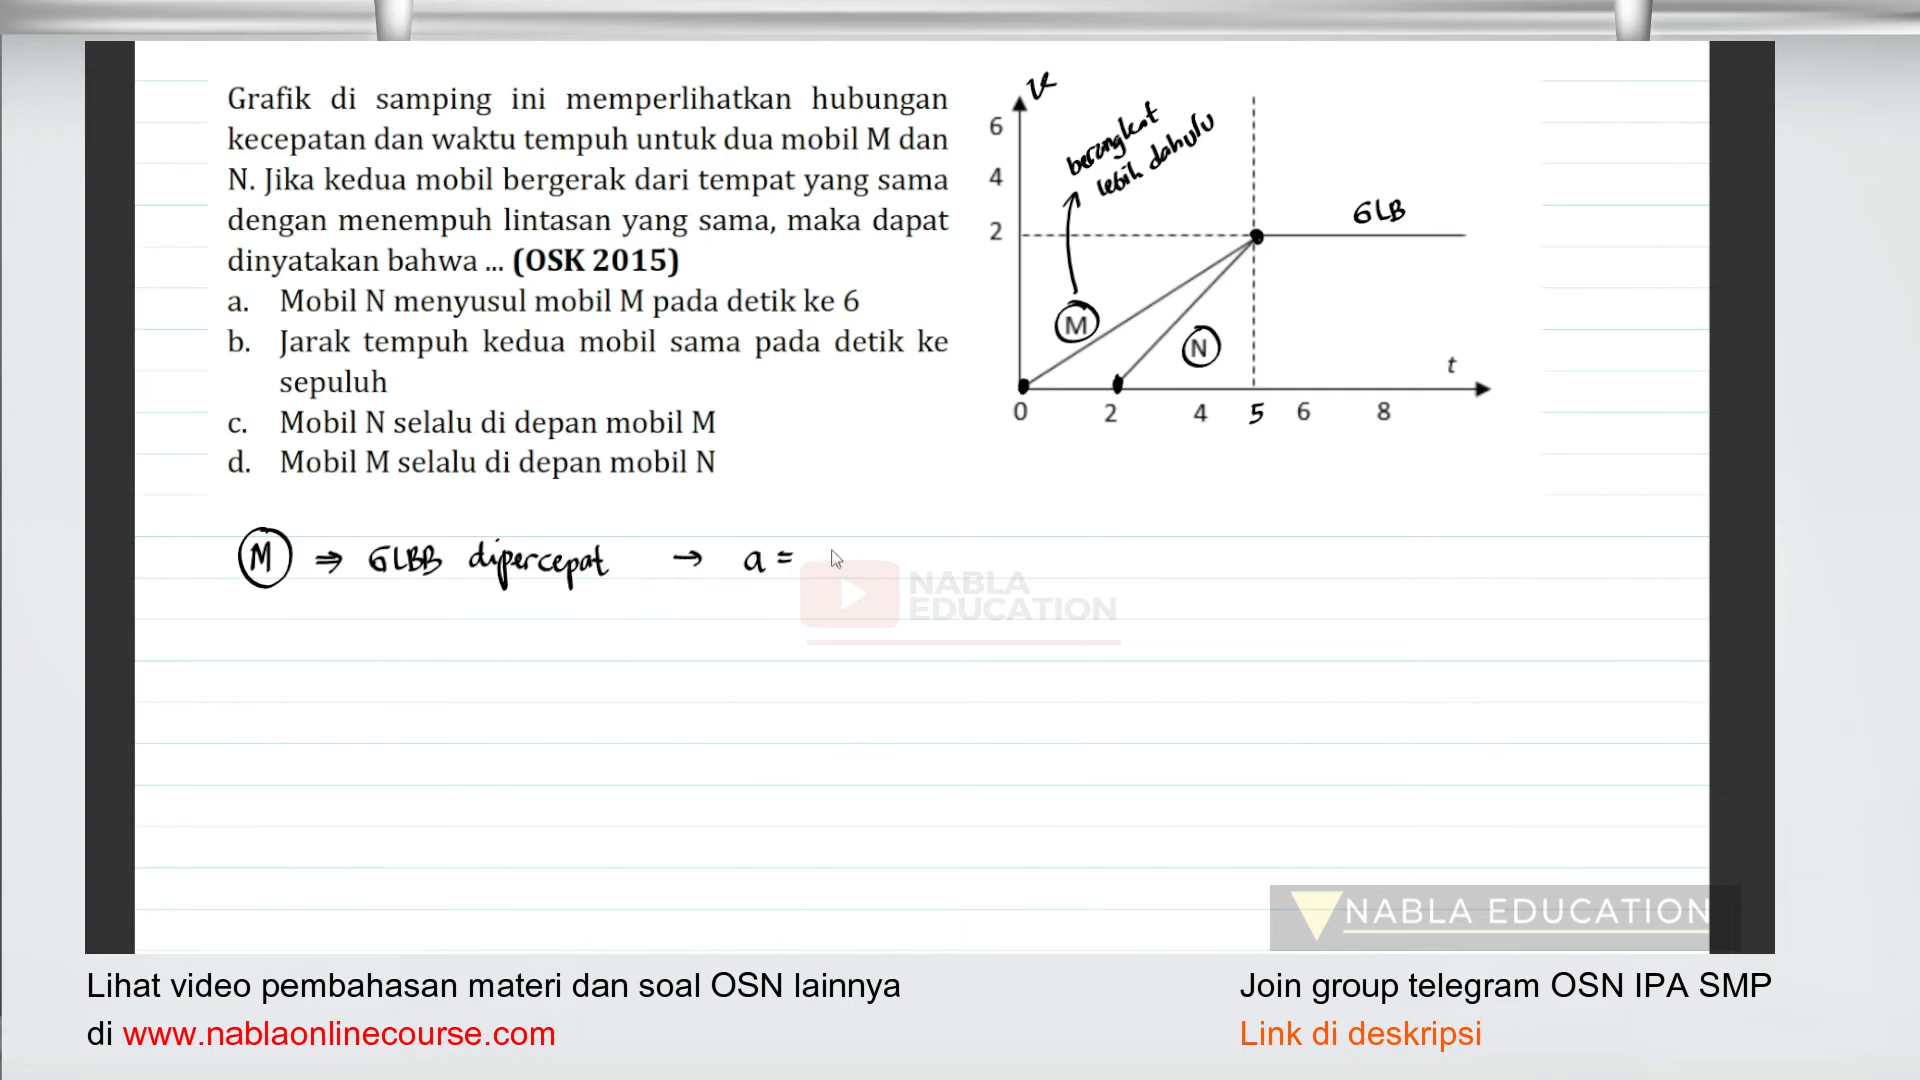 Grafik di samping ini memperlihatkan hubungan
kecepatan dan waktu tempuh untuk dua mobil M dan
N. Jika kedua mobil bergerak dari tempat yang sama
dengan menempuh lintasan yang sama, maka dapat
dinyatakan bahwa ... (OSK 2015)
a. Mobil N menyusul mobil M pada detik ke 6
b. Jarak tempuh kedua mobil sama pada detik ke
sepuluh
c. Mobil N selalu di depan mobil M
d. Mobil M selalu di depan mobil N
v
6
4
2
berangkat
lebih dahulu
GLB
M
N
t
0 2 4 5 6 8
M ⇒ GLBB dipercepat → a =
NABLA
EDUCATION
NABLA EDUCATION
Lihat video pembahasan materi dan soal OSN lainnya
di www.nablaonlinecourse.com
Join group telegram OSN IPA SMP
Link di deskripsi